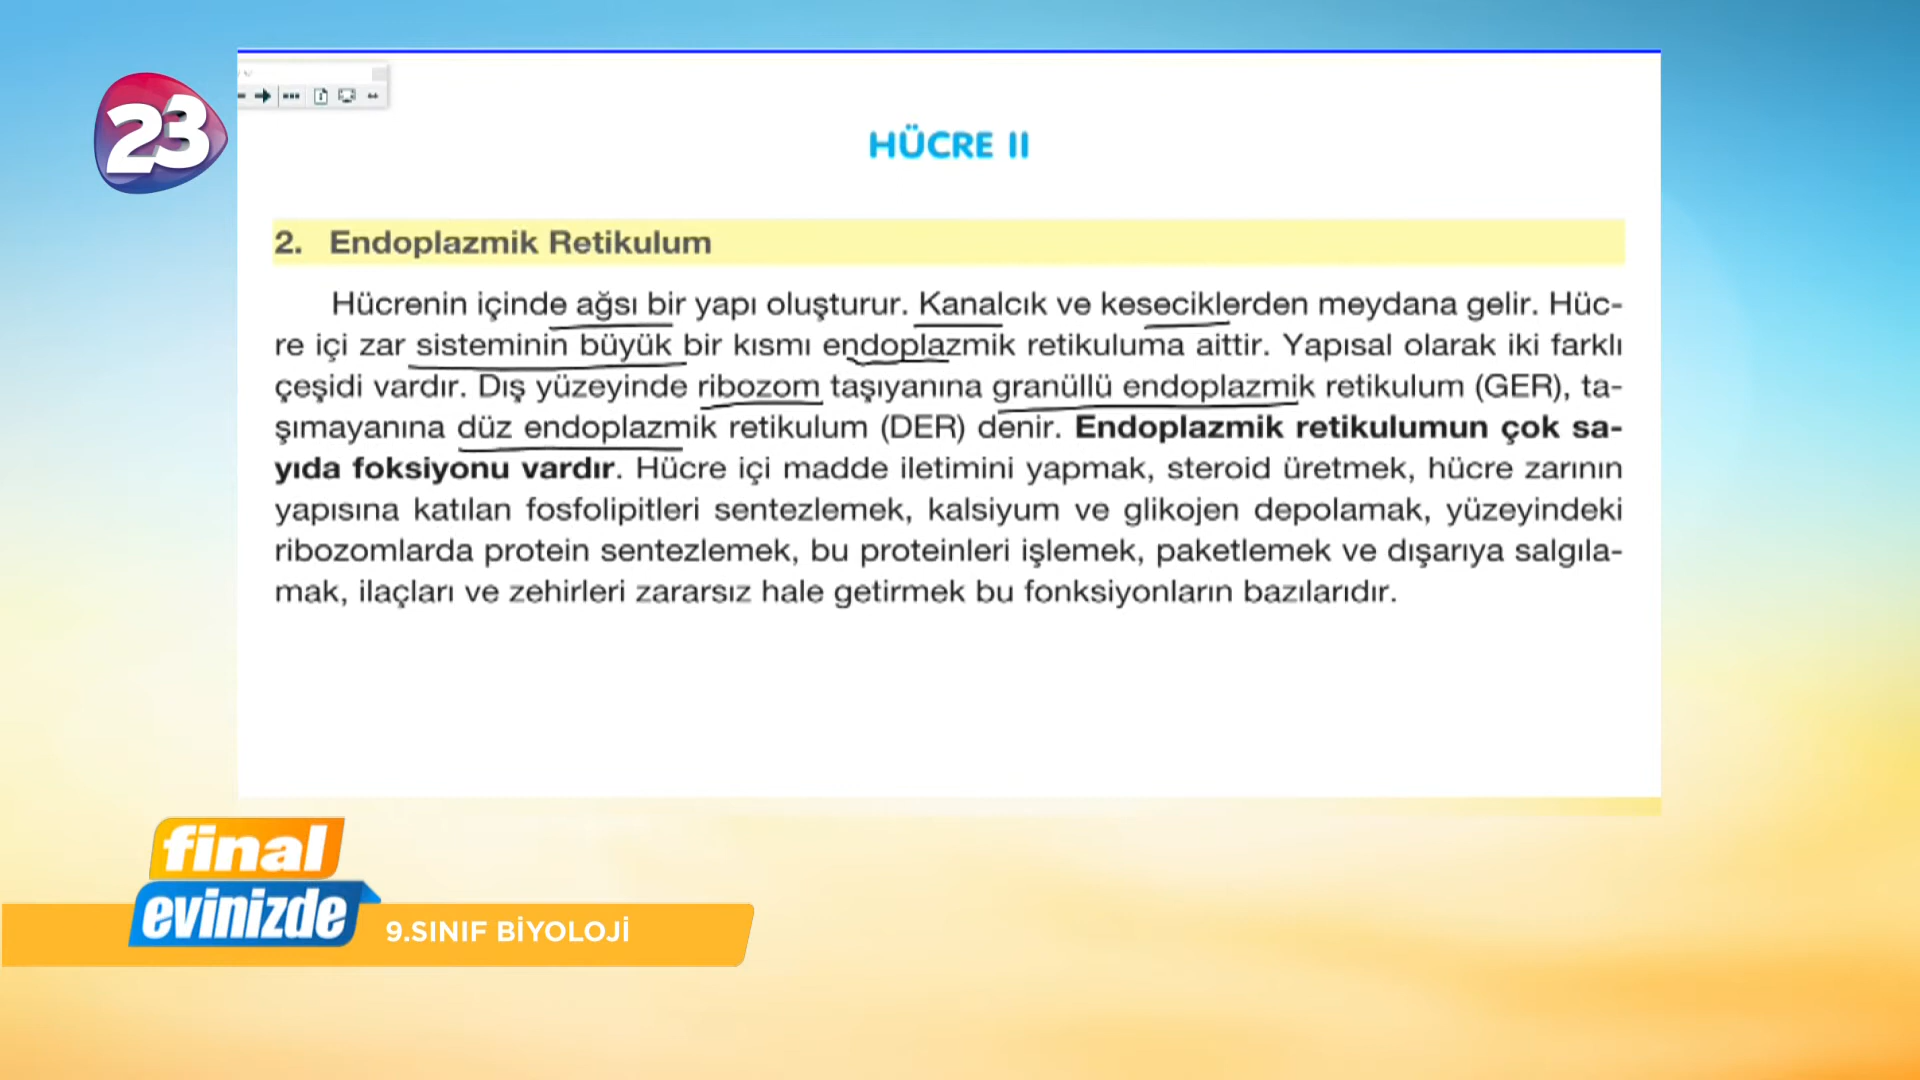 23
HÜCRE II
2. Endoplazmik Retikulum
Hücrenin içinde ağsı bir yapı oluşturur. Kanalcık ve keseciklerden meydana gelir. Hüc-
re içi zar sisteminin büyük bir kısmı endoplazmik retikuluma aittir. Yapısal olarak iki farklı
çeşidi vardır. Dış yüzeyinde ribozom taşıyanına granüllü endoplazmik retikulum (GER), ta-
şımayanına düz endoplazmik retikulum (DER) denir. Endoplazmik retikulumun çok sa-
yıda foksiyonu vardır. Hücre içi madde iletimini yapmak, steroid üretmek, hücre zarının
yapısına katılan fosfolipitleri sentezlemek, kalsiyum ve glikojen depolamak, yüzeyindeki
ribozomlarda protein sentezlemek, bu proteinleri işlemek, paketlemek ve dışarıya salgıla-
mak, ilaçları ve zehirleri zararsız hale getirmek bu fonksiyonların bazılarıdır.
final
evinizde
9.SINIF BİYOLOJİ